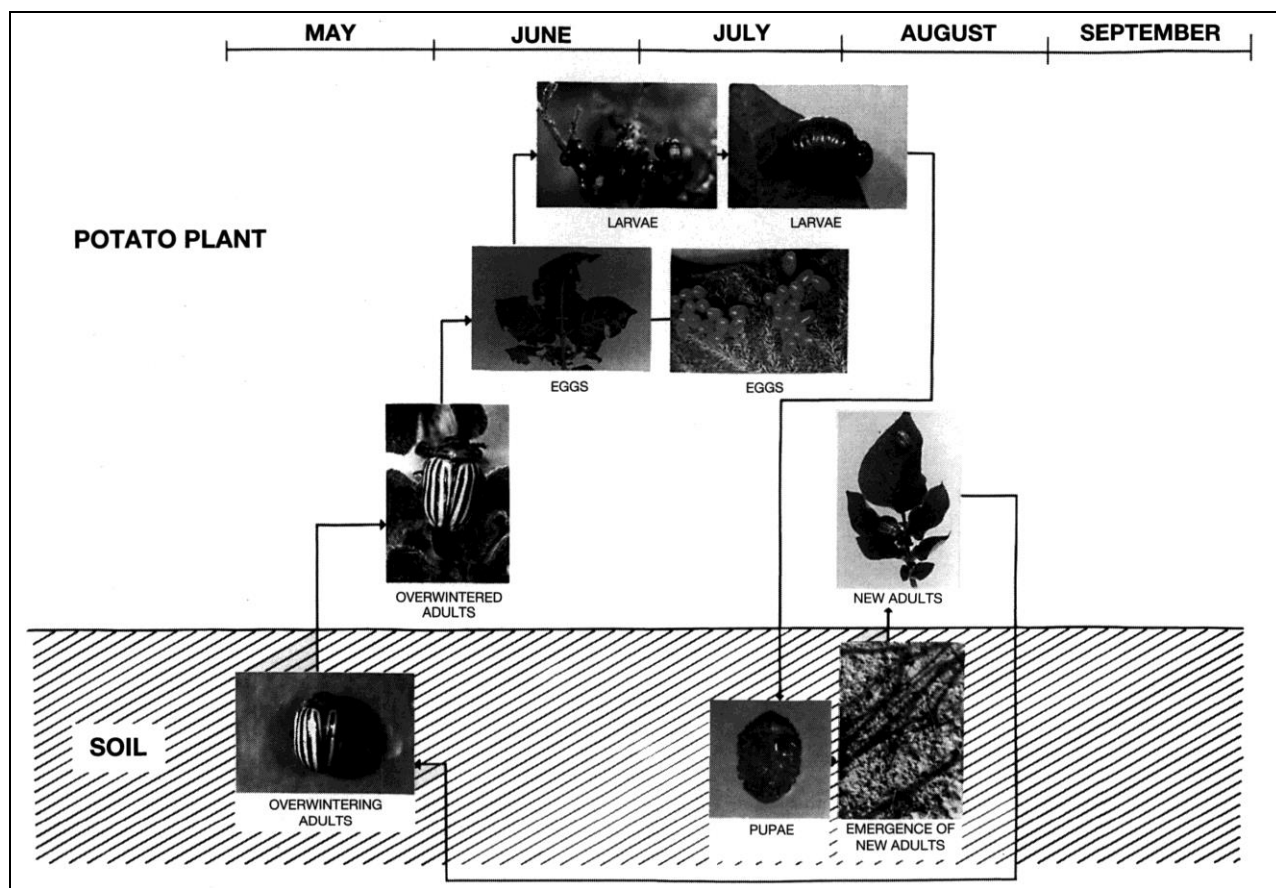 MAY JUNE JULY AUGUST SEPTEMBER
LARVAE LARVAE
POTATO PLANT
EGGS EGGS
OVERWINTERED
ADULTS
NEW ADULTS
SOIL
OVERWINTERING
ADULTS
PUPAE
EMERGENCE OF
NEW ADULTS